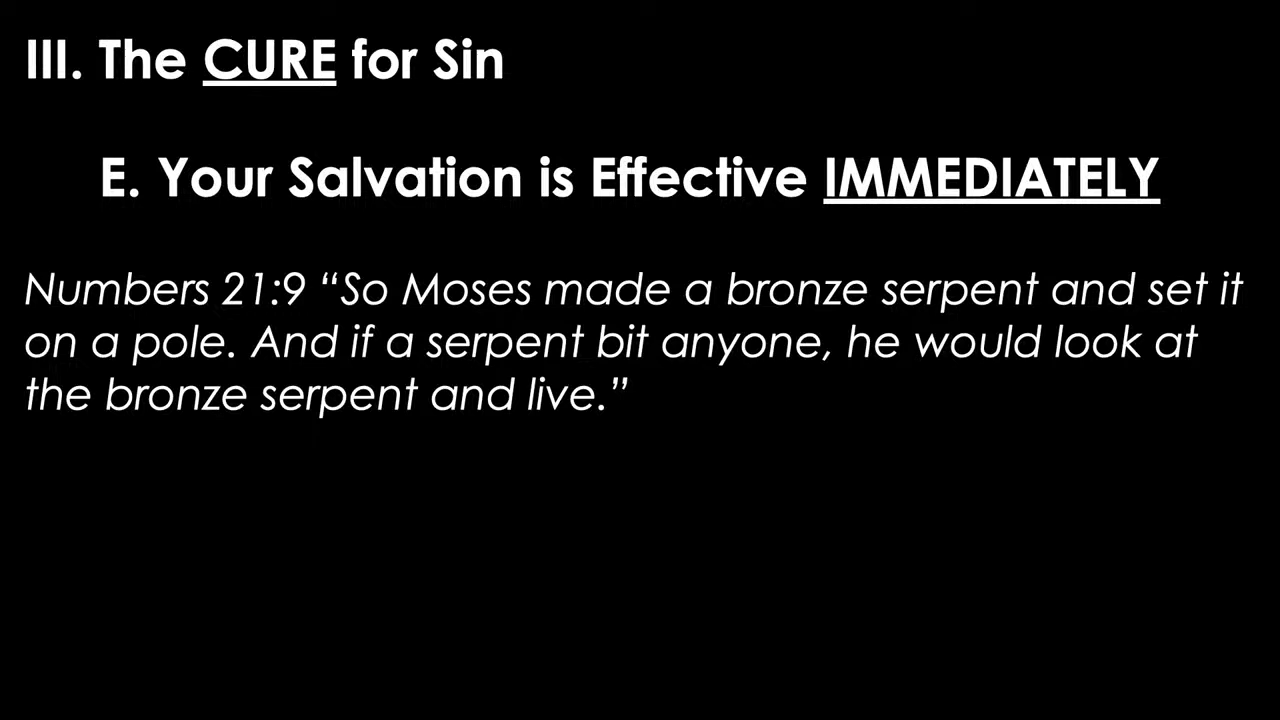 III. The CURE for Sin
E. Your Salvation is Effective IMMEDIATELY
Numbers 21:9 “So Moses made a bronze serpent and set it
on a pole. And if a serpent bit anyone, he would look at
the bronze serpent and live.”